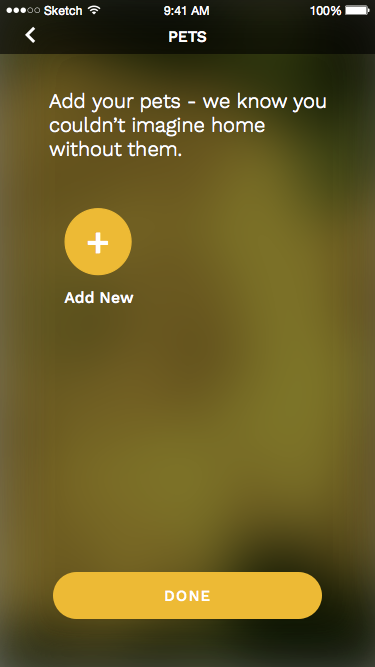 Sketch 9:41 AM 100%
PETS
Add your pets - we know you
couldn’t imagine home
without them.
Add New
DONE